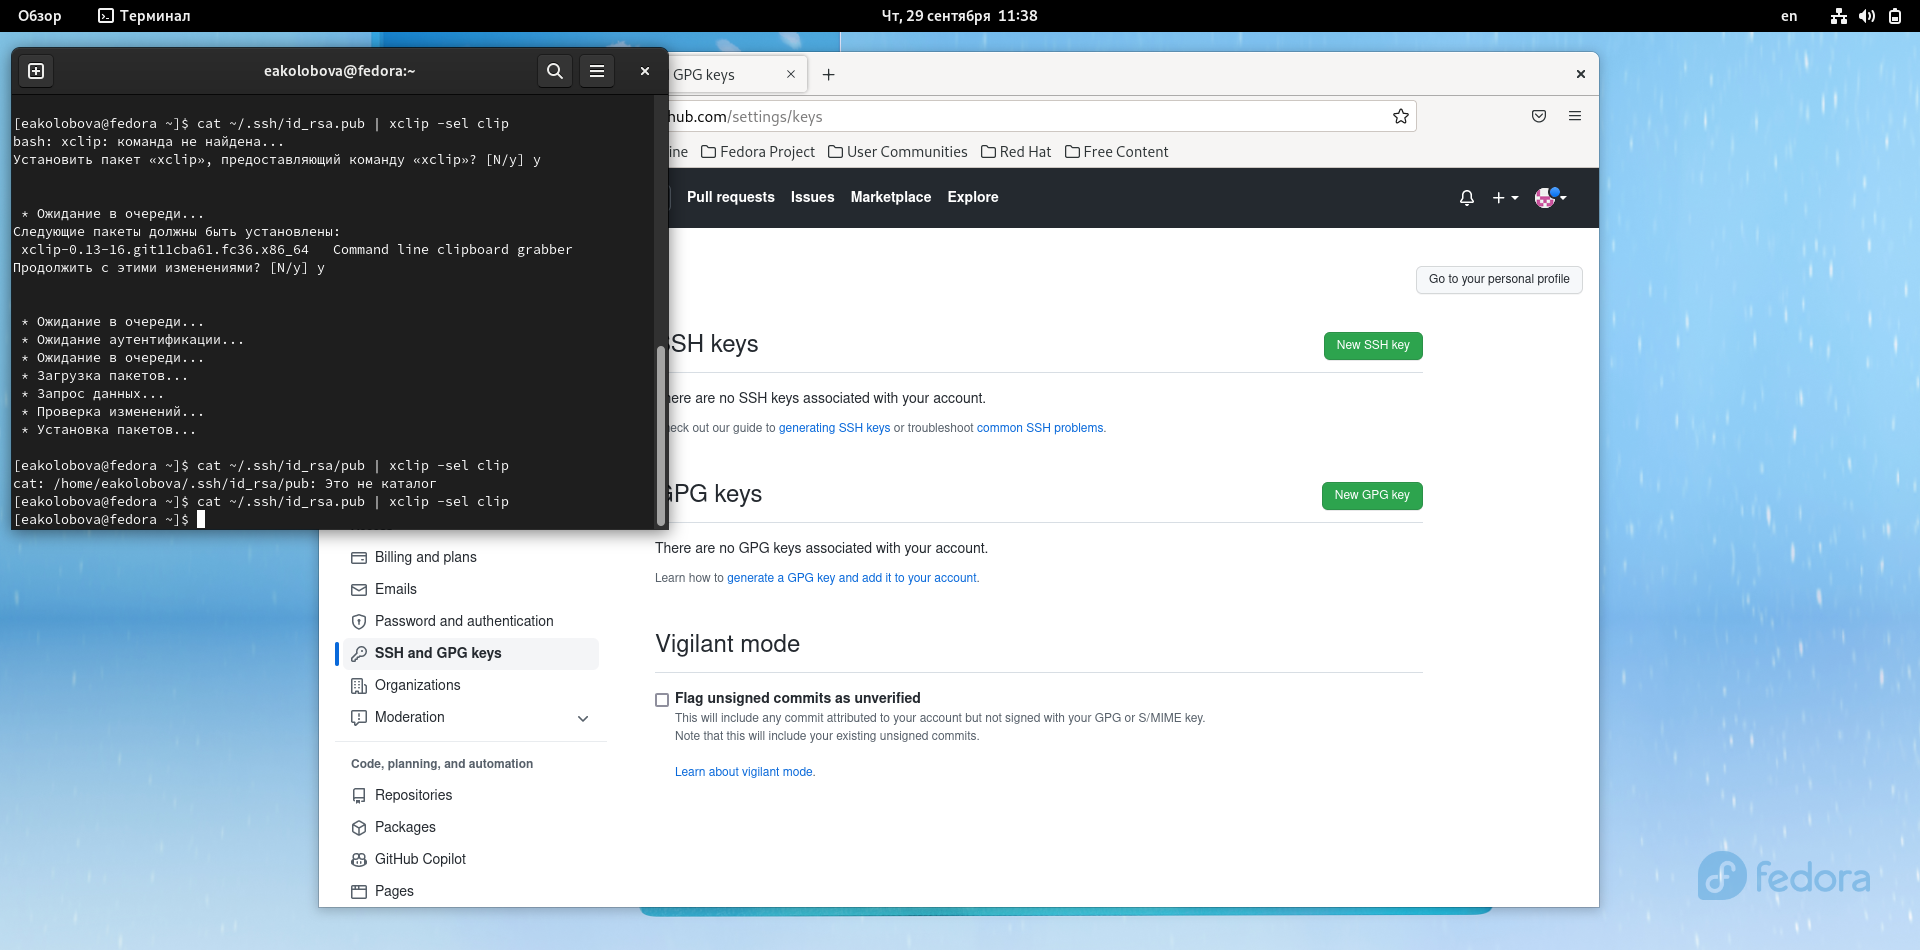 Обзор
Терминал
Чт, 29 сентября 11:38
en
eakolobova@fedora:~
[eakolobova@fedora ~]$ cat ~/.ssh/id_rsa.pub | xclip -sel clip
bash: xclip: команда не найдена...
Установить пакет «xclip», предоставляющий команду «xclip»? [N/y] y
* Ожидание в очереди...
Следующие пакеты должны быть установлены:
xclip-0.13-16.git11cba61.fc36.x86_64   Command line clipboard grabber
Продолжить с этими изменениями? [N/y] y
* Ожидание в очереди...
* Ожидание аутентификации...
* Ожидание в очереди...
* Загрузка пакетов...
* Запрос данных...
* Проверка изменений...
* Установка пакетов...
[eakolobova@fedora ~]$ cat ~/.ssh/id_rsa/pub | xclip -sel clip
cat: /home/eakolobova/.ssh/id_rsa/pub: Это не каталог
[eakolobova@fedora ~]$ cat ~/.ssh/id_rsa.pub | xclip -sel clip
[eakolobova@fedora ~]$
GPG keys
hub.com/settings/keys
ine
Fedora Project
User Communities
Red Hat
Free Content
Pull requests
Issues
Marketplace
Explore
Go to your personal profile
SSH keys
New SSH key
here are no SSH keys associated with your account.
eck out our guide to generating SSH keys or troubleshoot common SSH problems.
GPG keys
New GPG key
There are no GPG keys associated with your account.
Learn how to generate a GPG key and add it to your account.
Vigilant mode
Flag unsigned commits as unverified
This will include any commit attributed to your account but not signed with your GPG or S/MIME key.
Note that this will include your existing unsigned commits.
Learn about vigilant mode.
Billing and plans
Emails
Password and authentication
SSH and GPG keys
Organizations
Moderation
Code, planning, and automation
Repositories
Packages
GitHub Copilot
Pages
fedora